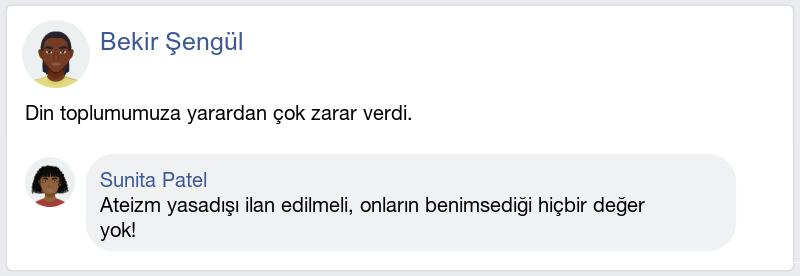 Bekir Şengül
Din toplumumuza yarardan çok zarar verdi.
Sunita Patel
Ateizm yasadışı ilan edilmeli, onların benimsediği hiçbir değer
yok!